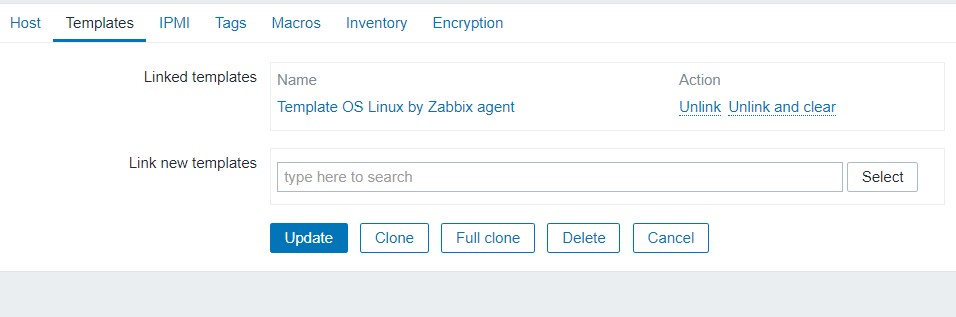 Host Templates IPMI Tags Macros Inventory Encryption
Linked templates Name Action
Template OS Linux by Zabbix agent Unlink Unlink and clear
Link new templates type here to search Select
Update Clone Full clone Delete Cancel